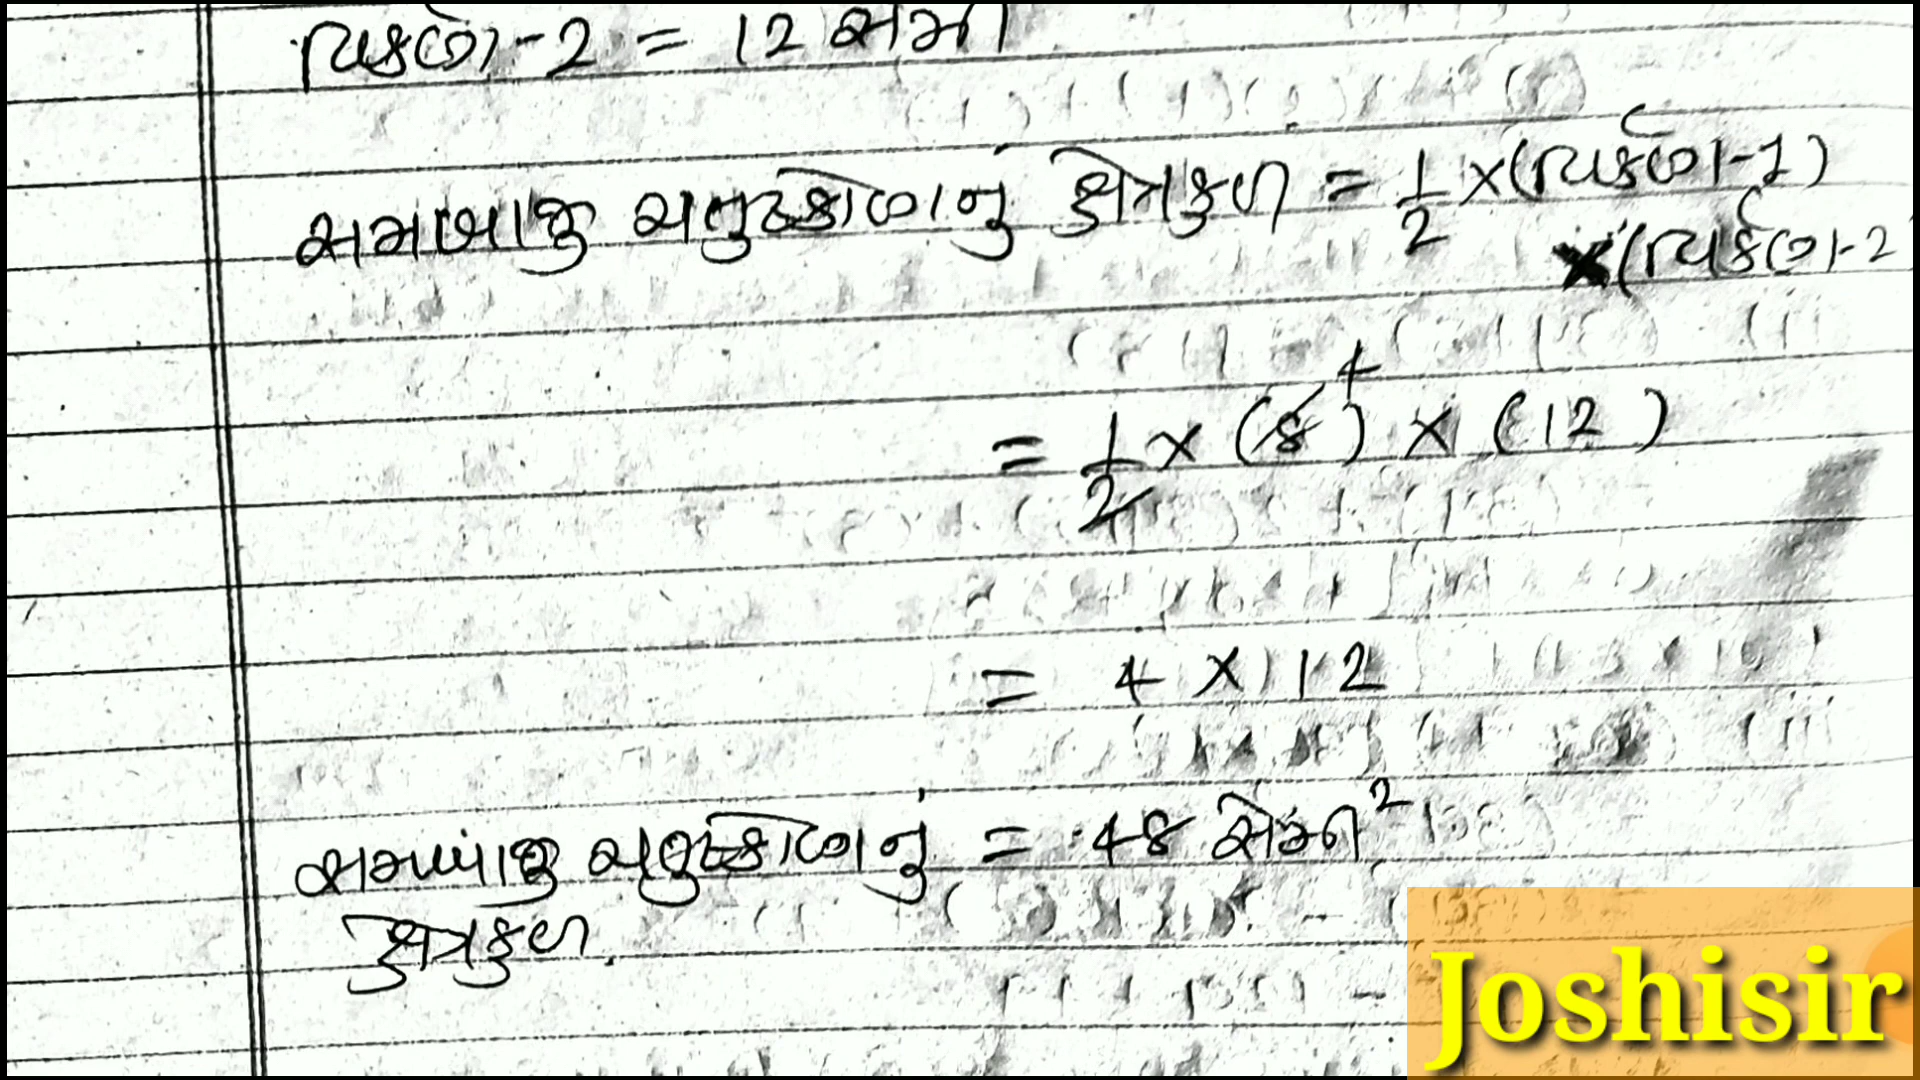 વિકર્ણ-2 = 12 સેમી
સમબાજુ ચતુષ્કોણનું ક્ષેત્રફળ = 1/2 × (વિકર્ણ-1)
× (વિકર્ણ-2
= 1/2 × (8) 4 × (12)
= 4 × 12
સમબાજુ ચતુષ્કોણનું = 48 સેમી²
ક્ષેત્રફળ.
Joshisir